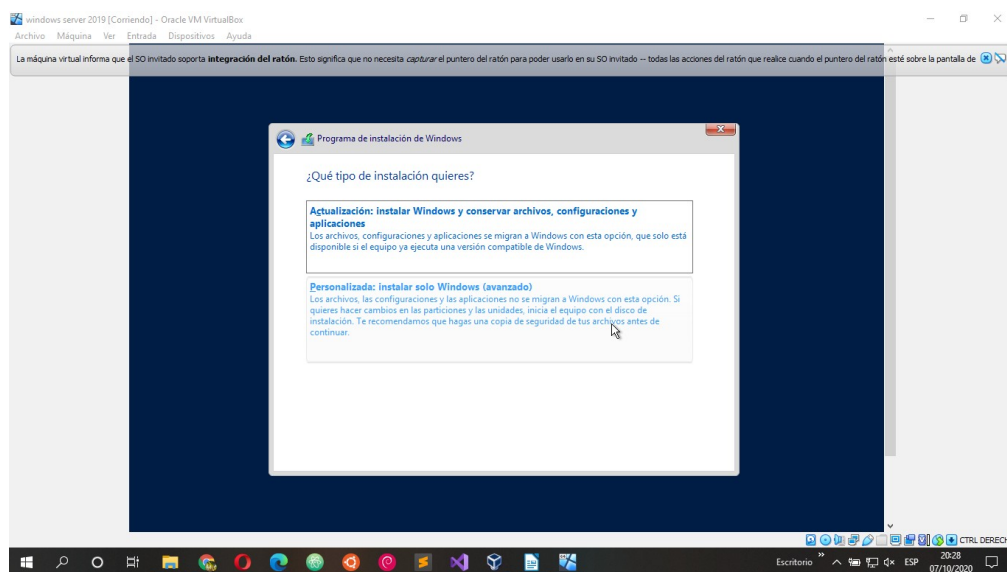 windows server 2019 [Corriendo] - Oracle VM VirtualBox
Archivo Máquina Ver Entrada Dispositivos Ayuda
La máquina virtual informa que el SO invitado soporta integración del ratón. Esto significa que no necesita capturar el puntero del ratón para poder usarlo en su SO invitado -- todas las acciones del ratón que realice cuando el puntero del ratón esté sobre la pantalla de
Programa de instalación de Windows
¿Qué tipo de instalación quieres?
Actualización: instalar Windows y conservar archivos, configuraciones y
aplicaciones
Los archivos, configuraciones y aplicaciones se migran a Windows con esta opción, que solo está
disponible si el equipo ya ejecuta una versión compatible de Windows.
Personalizada: instalar solo Windows (avanzado)
Los archivos, las configuraciones y las aplicaciones no se migran a Windows con esta opción. Si
quieres hacer cambios en las particiones y las unidades, inicia el equipo con el disco de
instalación. Te recomendamos que hagas una copia de seguridad de tus archivos antes de
continuar.
CTRL DERECH
Escritorio
ESP
20:28
07/10/2020